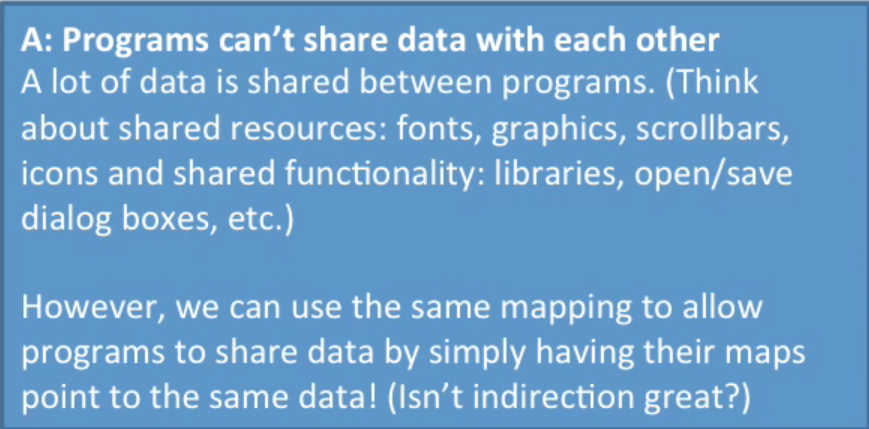 A: Programs can’t share data with each other
A lot of data is shared between programs. (Think
about shared resources: fonts, graphics, scrollbars,
icons and shared functionality: libraries, open/save
dialog boxes, etc.)
However, we can use the same mapping to allow
programs to share data by simply having their maps
point to the same data! (Isn’t indirection great?)